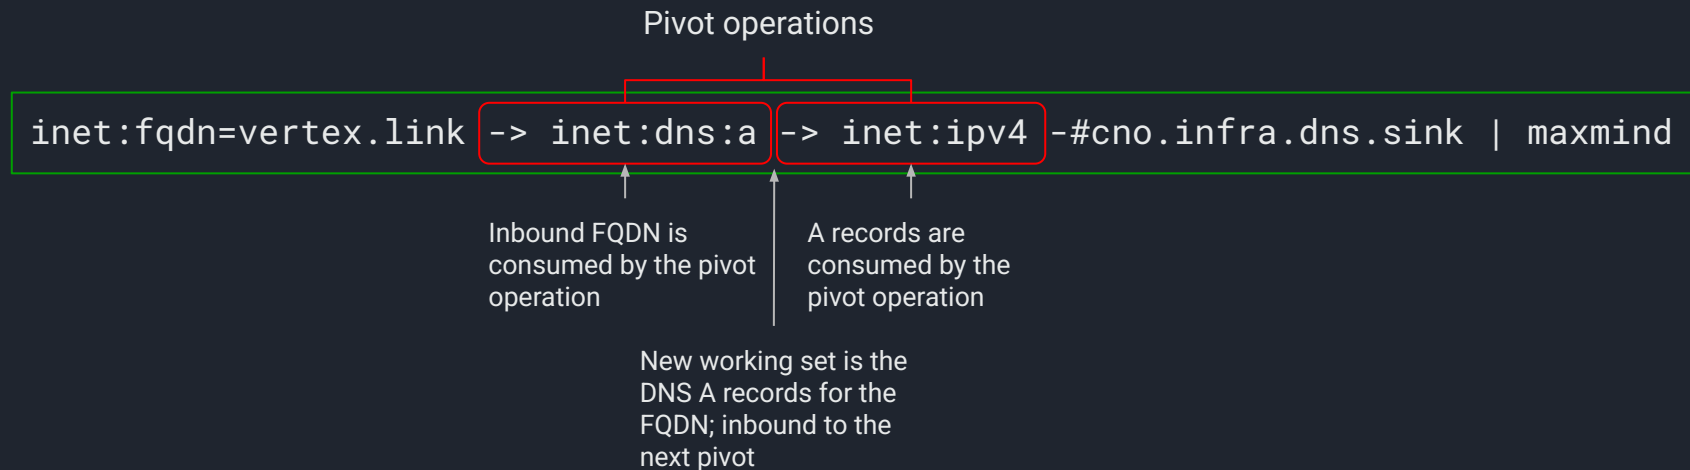 Pivot operations
inet:fqdn=vertex.link -> inet:dns:a -> inet:ipv4 -#cno.infra.dns.sink | maxmind
Inbound FQDN is
consumed by the pivot
operation
A records are
consumed by the
pivot operation
New working set is the
DNS A records for the
FQDN; inbound to the
next pivot